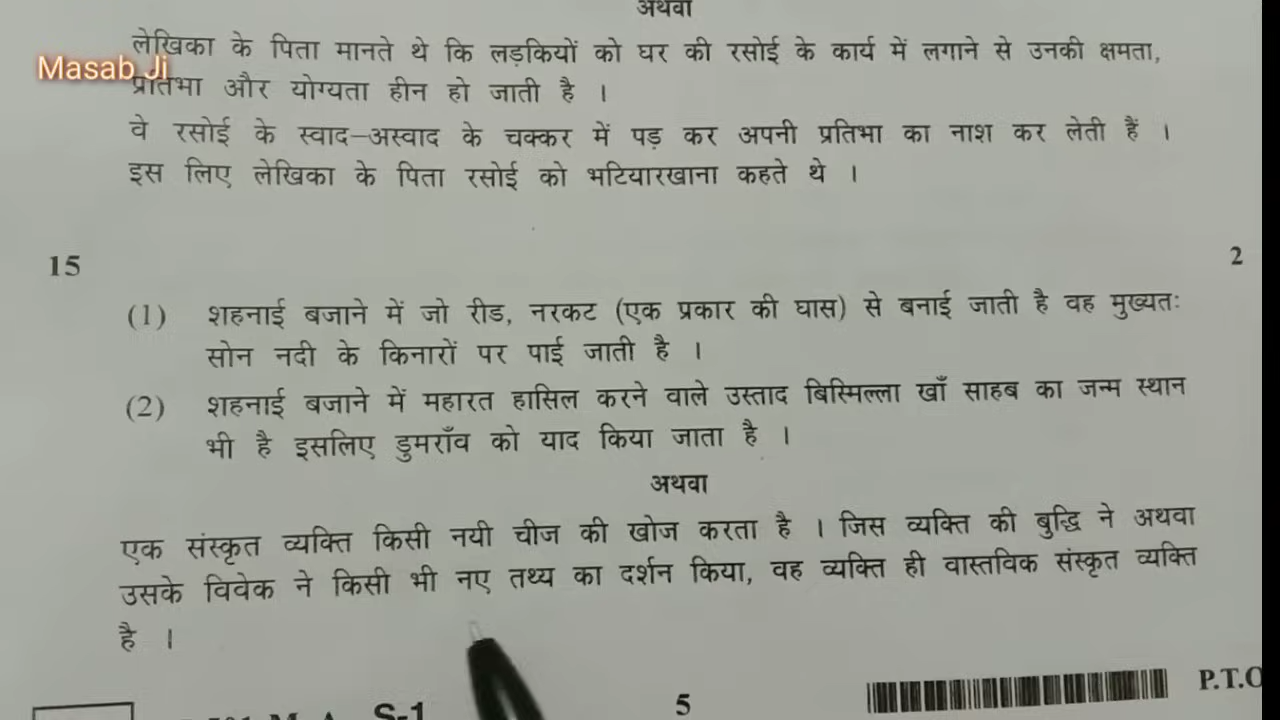 अथवा
लेखिका के पिता मानते थे कि लड़कियों को घर की रसोई के कार्य में लगाने से उनकी क्षमता,
Masab Ji
प्रतिभा और योग्यता हीन हो जाती है ।
वे रसोई के स्वाद–अस्वाद के चक्कर में पड़ कर अपनी प्रतिभा का नाश कर लेती हैं ।
इस लिए लेखिका के पिता रसोई को भटियारखाना कहते थे ।
15 2
(1) शहनाई बजाने में जो रीड, नरकट (एक प्रकार की घास) से बनाई जाती है वह मुख्यतः
सोन नदी के किनारों पर पाई जाती है ।
(2) शहनाई बजाने में महारत हासिल करने वाले उस्ताद बिस्मिल्ला खाँ साहब का जन्म स्थान
भी है इसलिए डुमराँव को याद किया जाता है ।
अथवा
एक संस्कृत व्यक्ति किसी नयी चीज की खोज करता है । जिस व्यक्ति की बुद्धि ने अथवा
उसके विवेक ने किसी भी नए तथ्य का दर्शन किया, वह व्यक्ति ही वास्तविक संस्कृत व्यक्ति
है ।
S-1 5 P.T.O